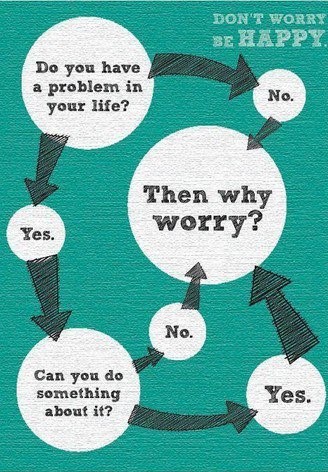 DON'T WORRY
BE HAPPY.
Do you have
a problem in
your life?
No.
Then why
worry?
Yes.
No.
Can you do
something
about it?
Yes.